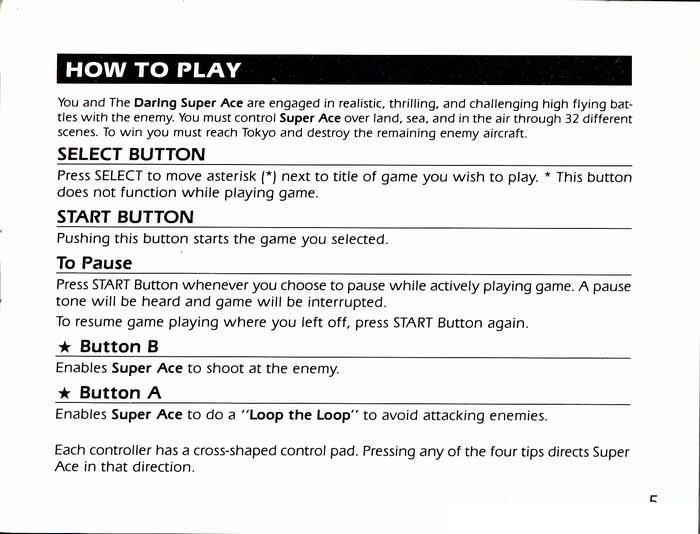 HOW TO PLAY
You and The Daring Super Ace are engaged in realistic, thrilling, and challenging high flying bat-
tles with the enemy. You must control Super Ace over land, sea, and in the air through 32 different
scenes. To win you must reach Tokyo and destroy the remaining enemy aircraft.
SELECT BUTTON
Press SELECT to move asterisk (*) next to title of game you wish to play. * This button
does not function while playing game.
START BUTTON
Pushing this button starts the game you selected.
To Pause
Press START Button whenever you choose to pause while actively playing game. A pause
tone will be heard and game will be interrupted.
To resume game playing where you left off, press START Button again.
★ Button B
Enables Super Ace to shoot at the enemy.
★ Button A
Enables Super Ace to do a "Loop the Loop" to avoid attacking enemies.
Each controller has a cross-shaped control pad. Pressing any of the four tips directs Super
Ace in that direction.
5